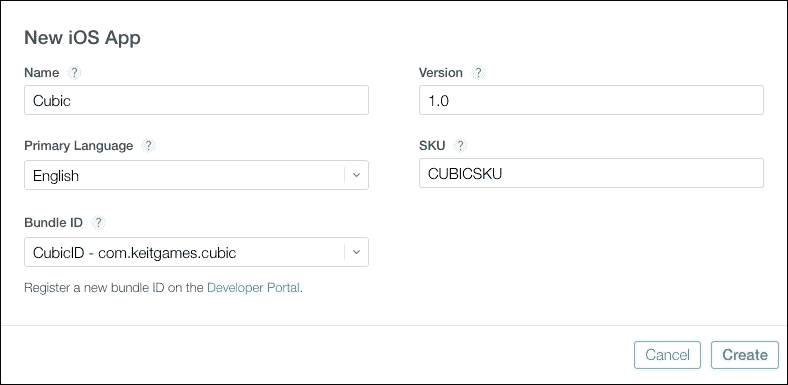 New iOS App
Name ?
Cubic
Version ?
1.0
Primary Language ?
English
SKU ?
CUBICSKU
Bundle ID ?
CubicID - com.keitgames.cubic
Register a new bundle ID on the Developer Portal.
Cancel
Create